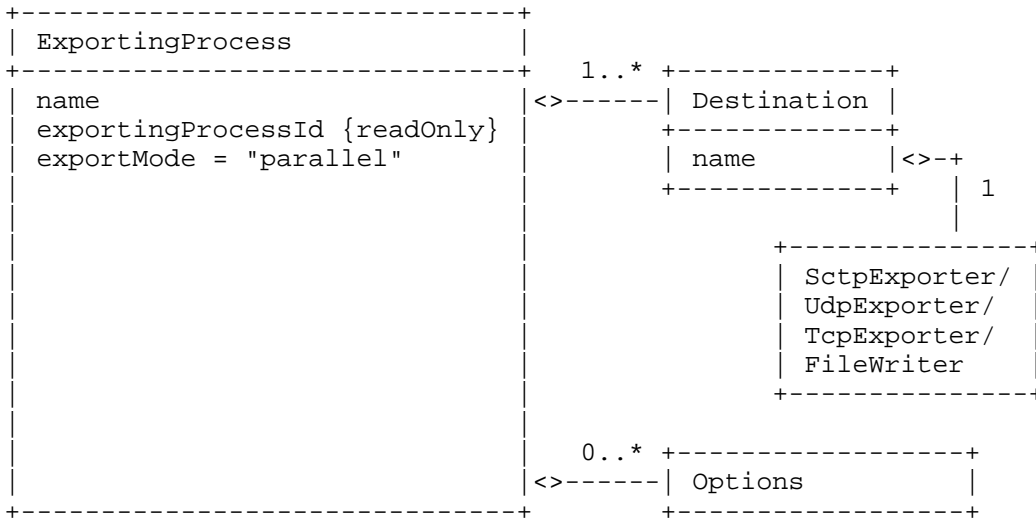 ExportingProcess
1..*
name <>------ Destination
exportingProcessId {readOnly}
exportMode = "parallel" name <>-+
1
SctpExporter/
UdpExporter/
TcpExporter/
FileWriter
0..*
<>------ Options